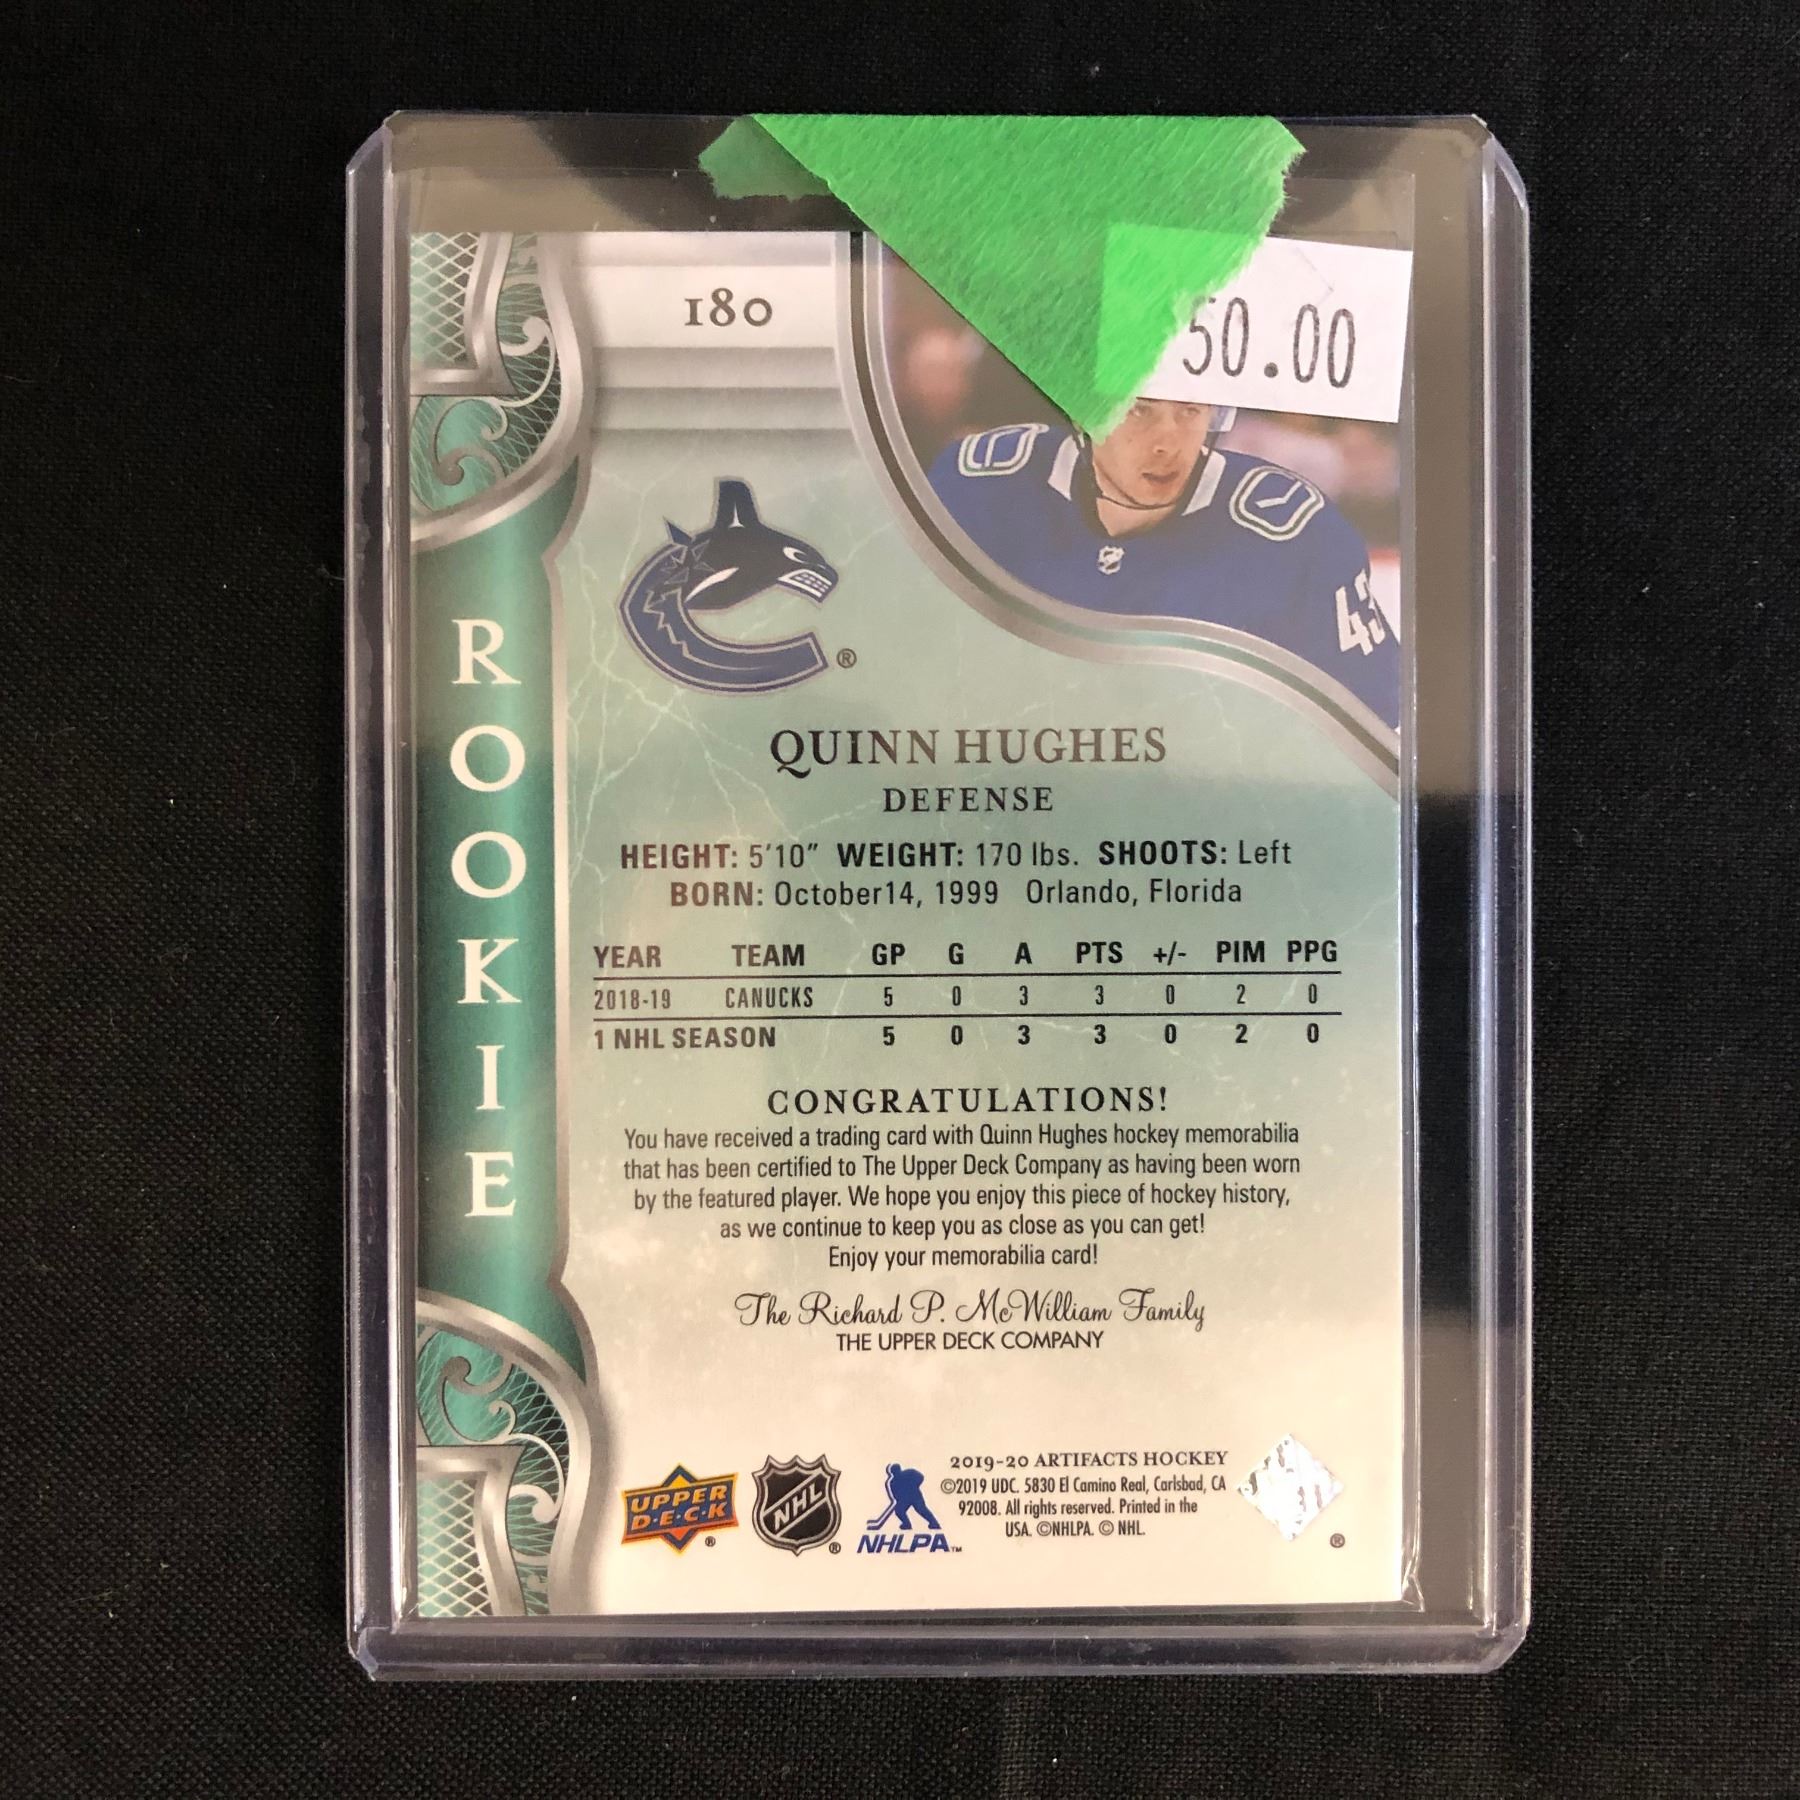 180
50.00
43
ROOKIE
®
QUINN HUGHES
DEFENSE
HEIGHT: 5'10" WEIGHT: 170 lbs. SHOOTS: Left
BORN: October14, 1999 Orlando, Florida
YEAR TEAM GP G A PTS +/- PIM PPG
2018-19 CANUCKS 5 0 3 3 0 2 0
1 NHL SEASON 5 0 3 3 0 2 0
CONGRATULATIONS!
You have received a trading card with Quinn Hughes hockey memorabilia
that has been certified to The Upper Deck Company as having been worn
by the featured player. We hope you enjoy this piece of hockey history,
as we continue to keep you as close as you can get!
Enjoy your memorabilia card!
The Richard P. McWilliam Family
THE UPPER DECK COMPANY
UPPER
D·E·C·K ®
NHL ®
NHLPA™
2019-20 ARTIFACTS HOCKEY
©2019 UDC. 5830 El Camino Real, Carlsbad, CA
92008. All rights reserved. Printed in the
USA. ©NHLPA. © NHL.
®